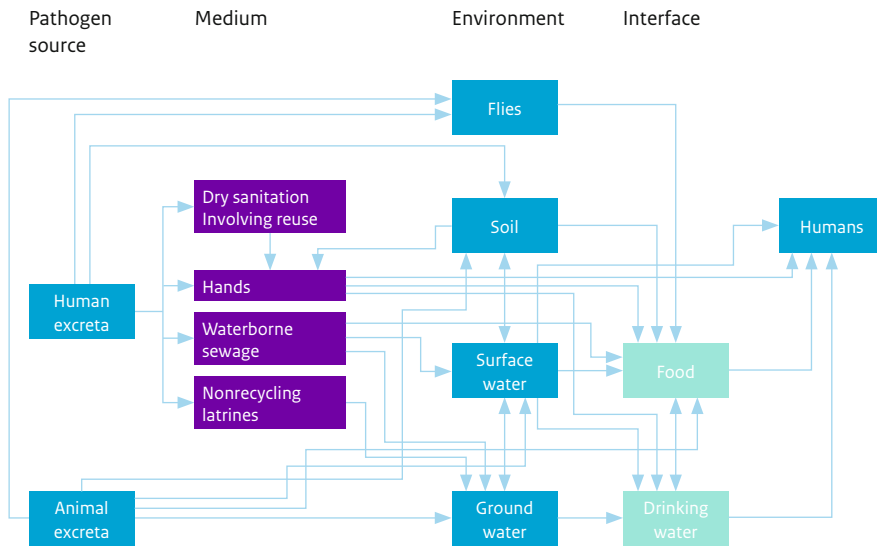 Pathogen
source
Medium
Environment
Interface
Flies
Dry sanitation
Involving reuse
Soil
Humans
Hands
Human
excreta
Waterborne
sewage
Surface
water
Food
Nonrecycling
latrines
Animal
excreta
Ground
water
Drinking
water